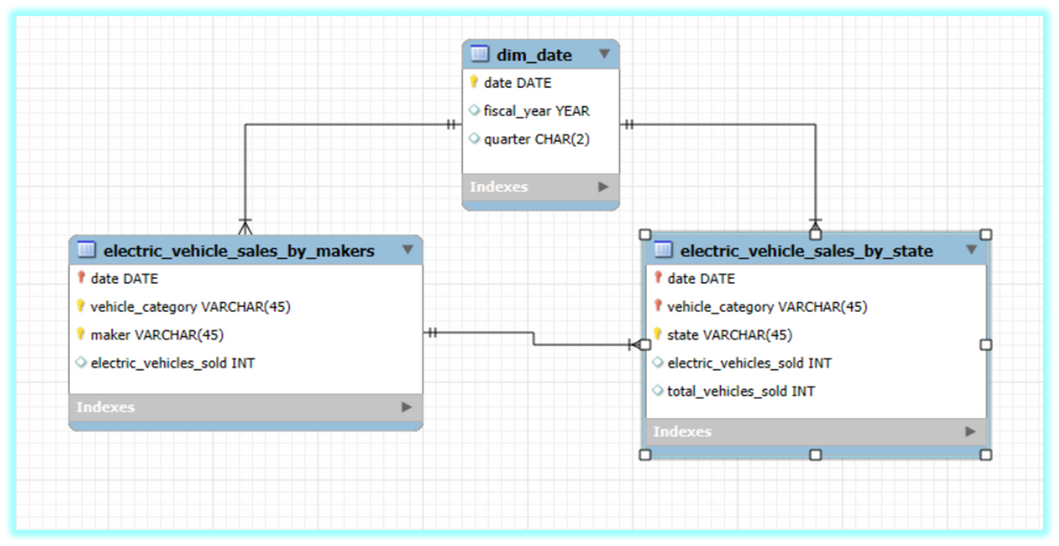 dim_date
date DATE
fiscal_year YEAR
quarter CHAR(2)
Indexes
electric_vehicle_sales_by_makers
date DATE
vehicle_category VARCHAR(45)
maker VARCHAR(45)
electric_vehicles_sold INT
Indexes
electric_vehicle_sales_by_state
date DATE
vehicle_category VARCHAR(45)
state VARCHAR(45)
electric_vehicles_sold INT
total_vehicles_sold INT
Indexes